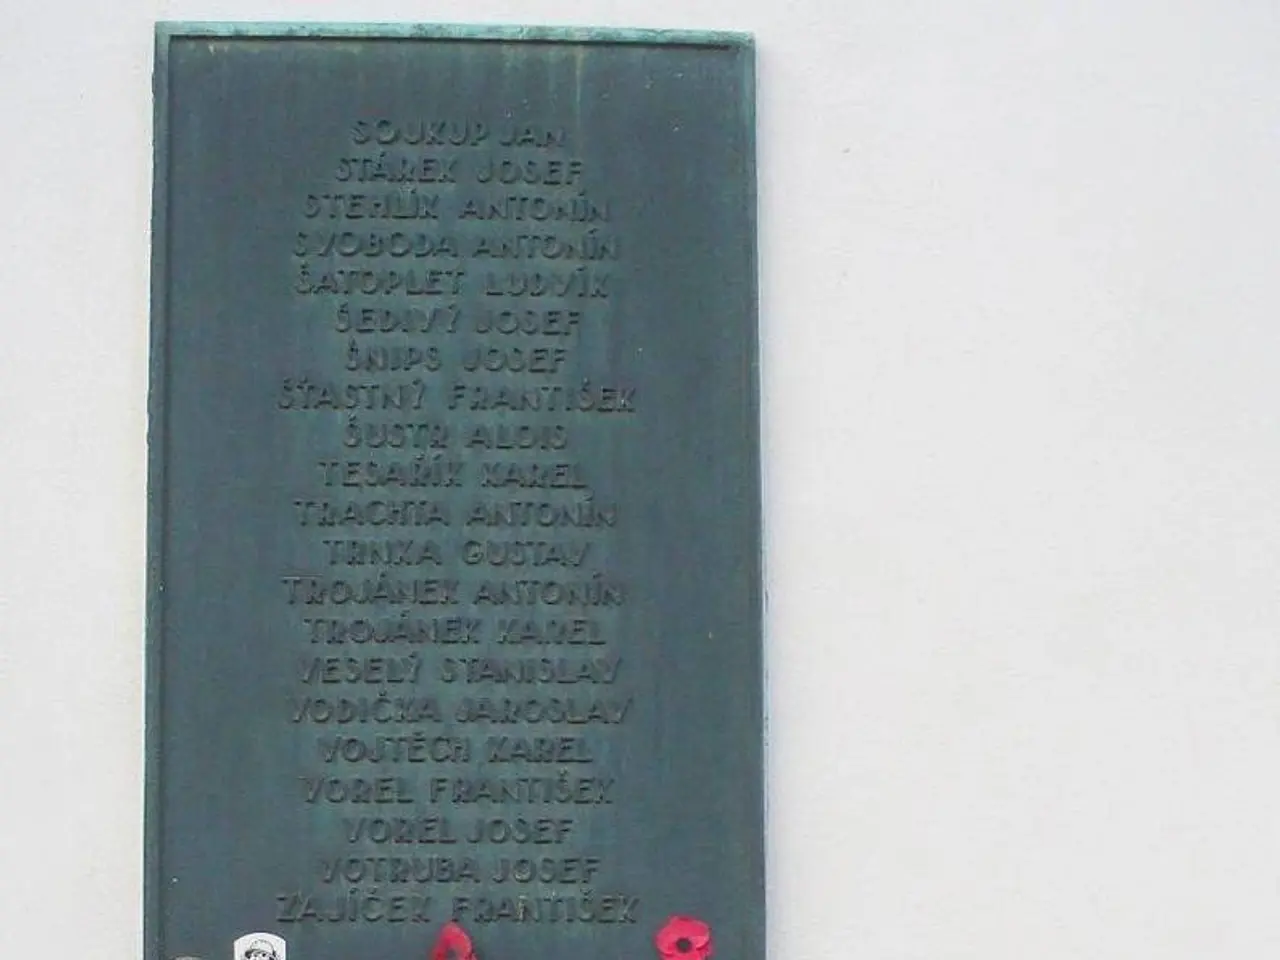 SOUKUP JAN
STÁREK JOSEF
STEHLÍK ANTONÍN
SVOBODA ANTONÍN
ŠATOPLET LUDVÍK
ŠEDIVÝ JOSEF
ŠNIPS JOSEF
ŠŤASTNÝ FRANTIŠEK
ŠUSTR ALOIS
TESAŘÍK KAREL
TRACHTA ANTONÍN
TRNKA GUSTAV
TROJÁNEK ANTONÍN
TROJÁNEK KAREL
VESELÝ STANISLAV
VODIČKA JAROSLAV
VOJTĚCH KAREL
VOREL FRANTIŠEK
VOREL JOSEF
VOTRUBA JOSEF
ZAJÍČEK FRANTIŠEK